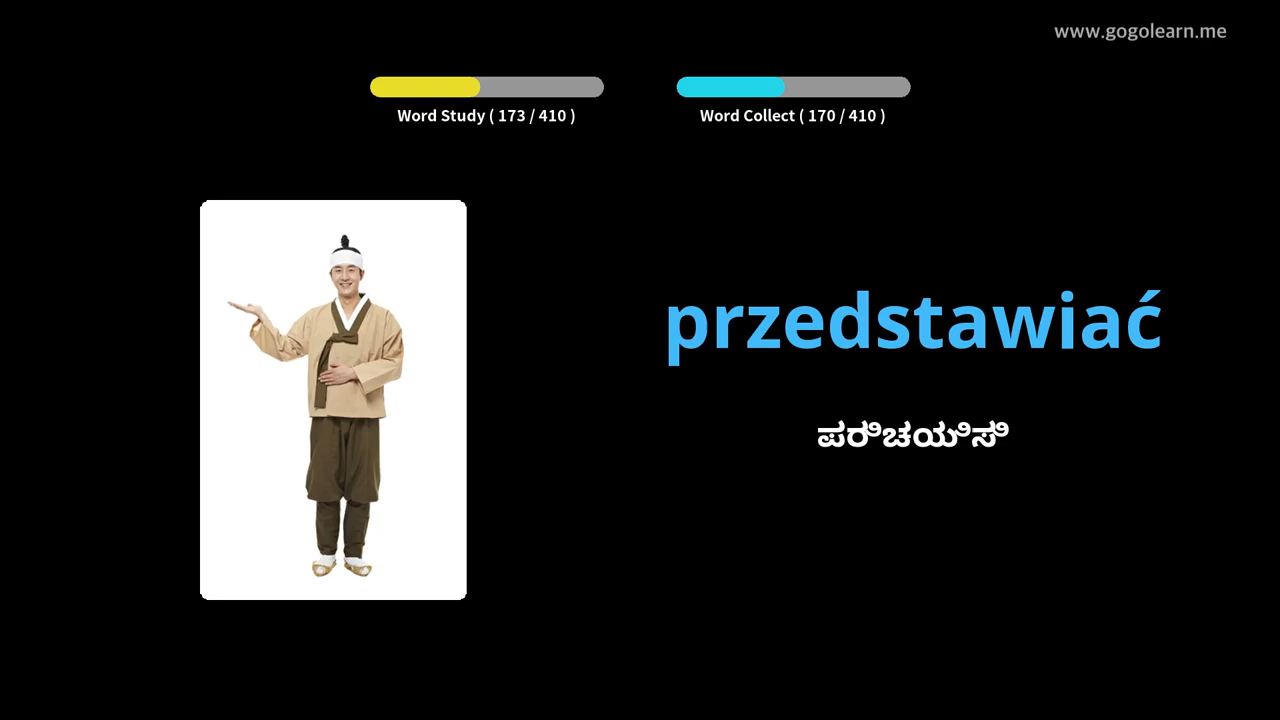 www.gogolearn.me
Word Study ( 173 / 410 )
Word Collect ( 170 / 410 )
przedstawiać
ಪರಿಚಯಿಸಿ